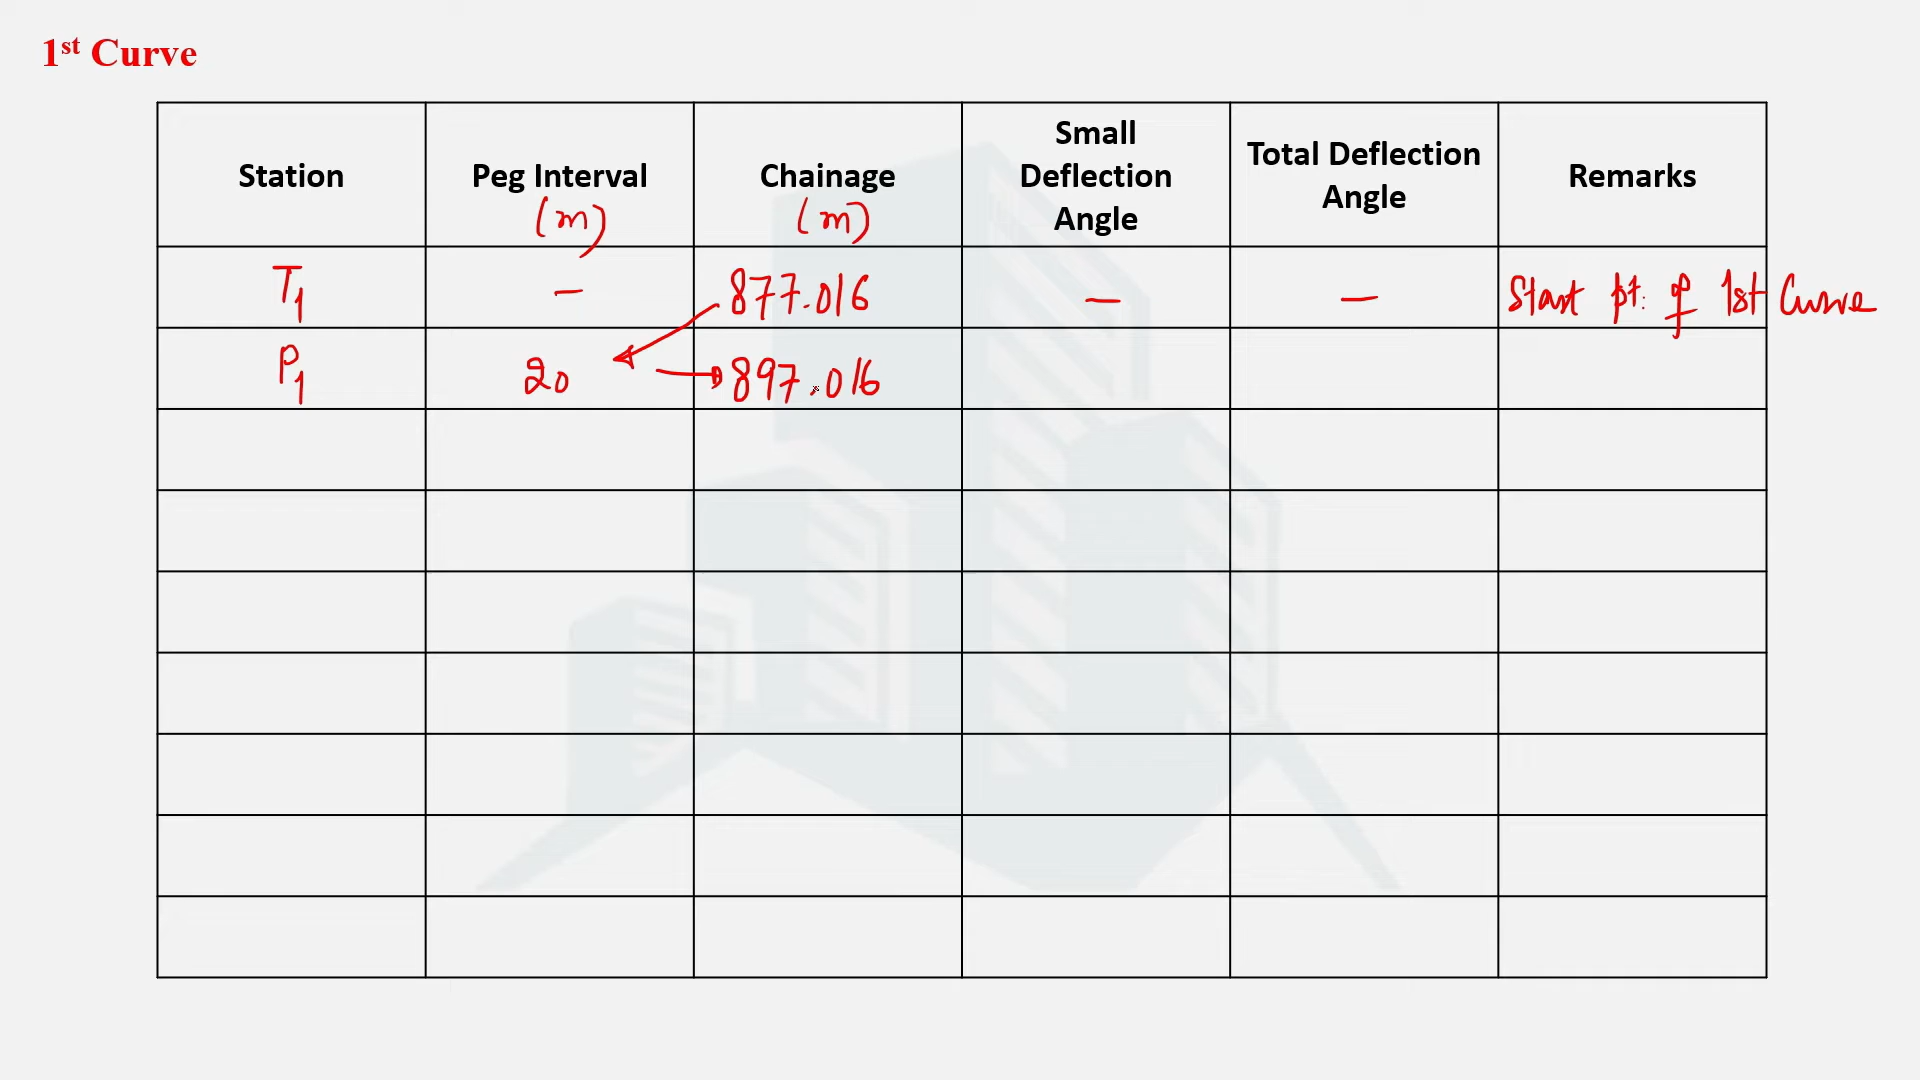 1st Curve
Station Peg Interval (m) Chainage (m) Small Deflection Angle Total Deflection Angle Remarks
T1 — 877.016 — — Start pt. of 1st Curve
P1 20 897.016